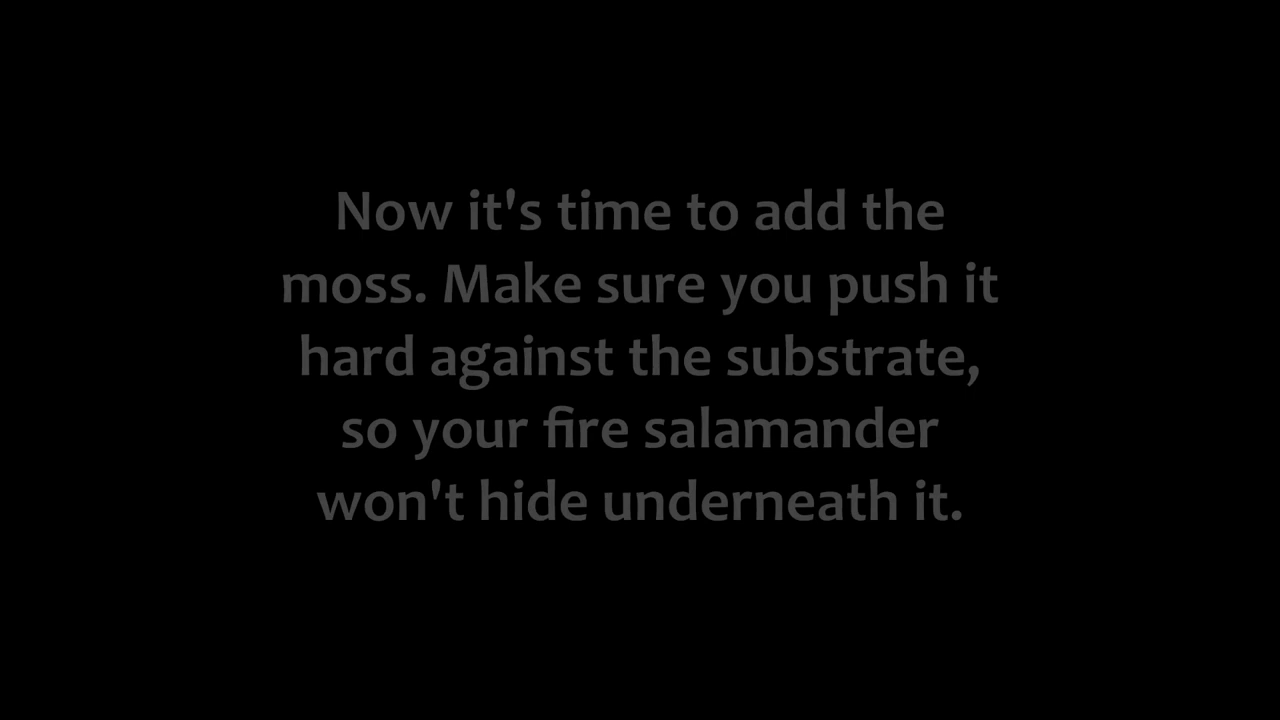 Now it's time to add the
moss. Make sure you push it
hard against the substrate,
so your fire salamander
won't hide underneath it.